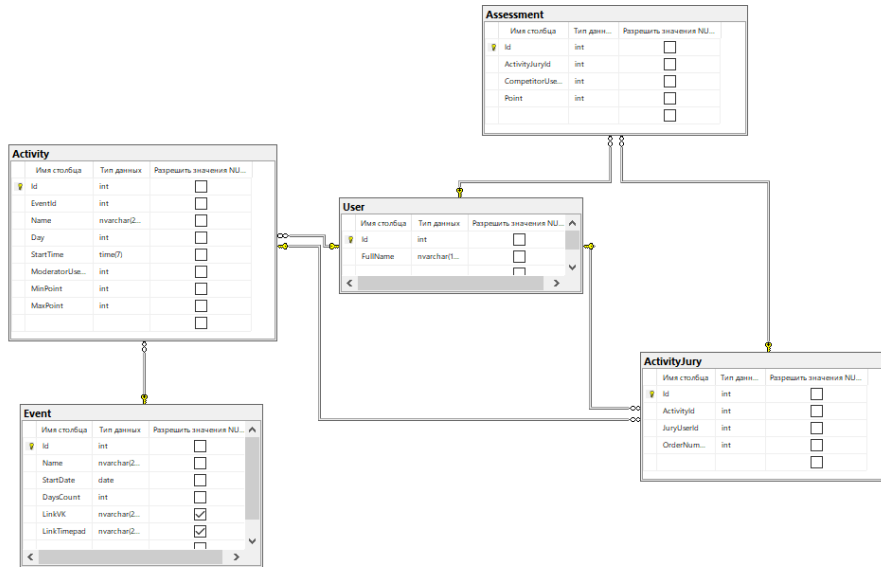 Assessment
Имя столбца Тип данн... Разрешить значения NU...
Id int
ActivityJuryId int
CompetitorUse... int
Point int
Activity
Имя столбца Тип данных Разрешить значения NU...
Id int
EventId int
Name nvarchar(2...
Day int
StartTime time(7)
ModeratorUse... int
MinPoint int
MaxPoint int
User
Имя столбца Тип данных Разрешить значения NU...
Id int
FullName nvarchar(1...
ActivityJury
Имя столбца Тип данн... Разрешить значения NU...
Id int
ActivityId int
JuryUserId int
OrderNum... int
Event
Имя столбца Тип данных Разрешить значения NU...
Id int
Name nvarchar(2...
StartDate date
DaysCount int
LinkVK nvarchar(2...
LinkTimepad nvarchar(2...